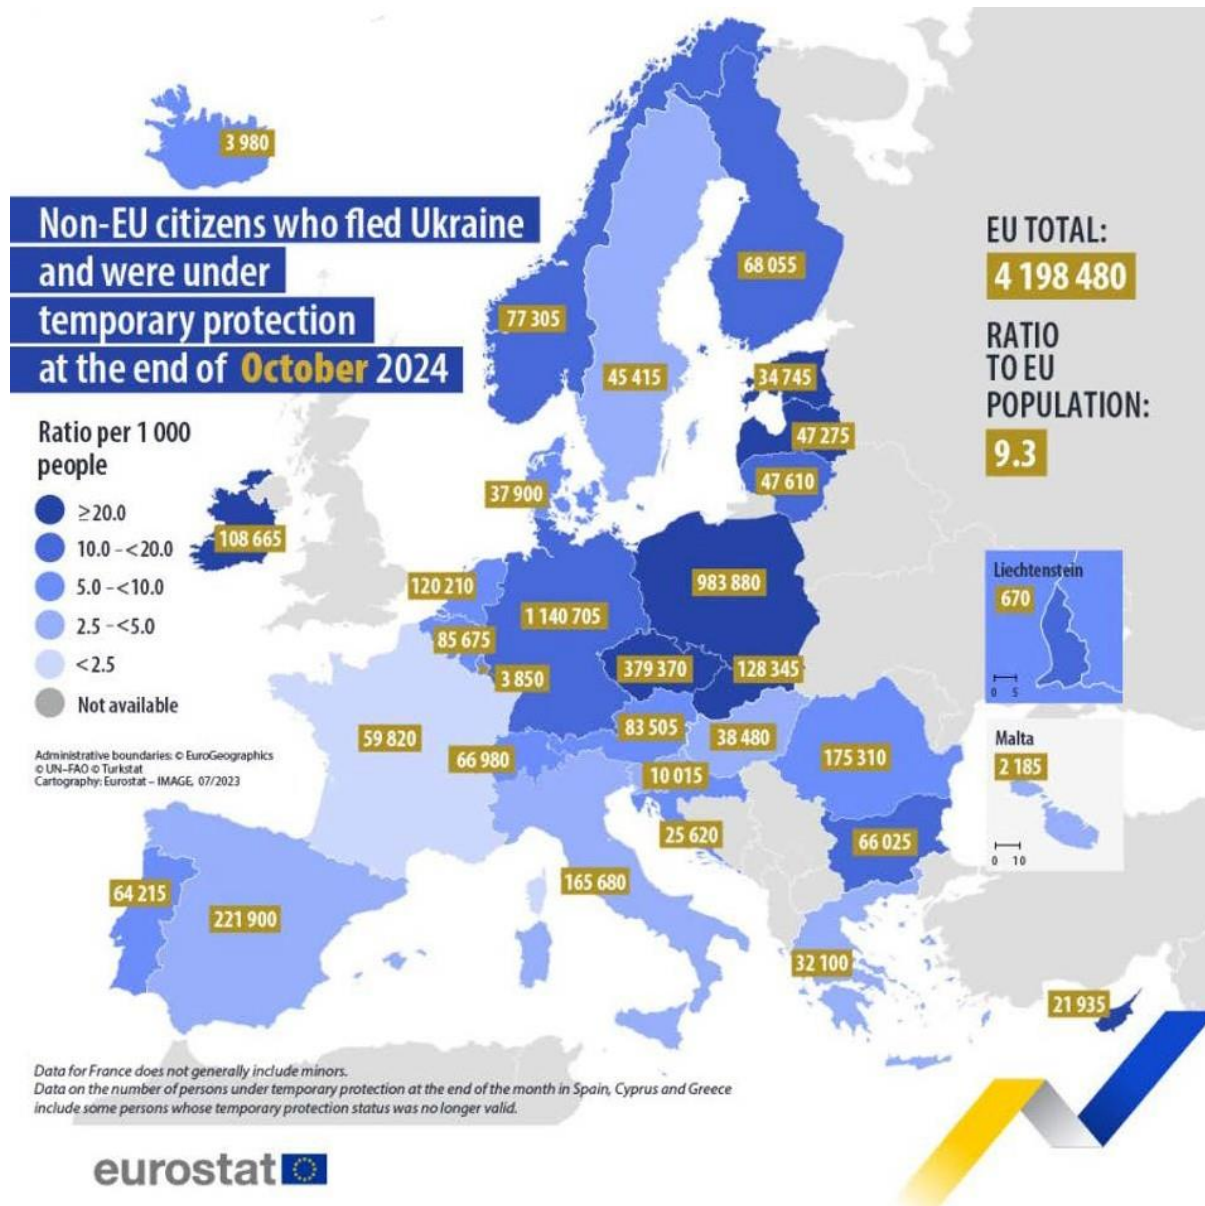 3 980
Non-EU citizens who fled Ukraine
and were under
temporary protection
at the end of October 2024
EU TOTAL:
4 198 480
RATIO
TO EU
POPULATION:
9.3
Ratio per 1 000
people
≥20.0
10.0 –<20.0
5.0 –<10.0
2.5 –<5.0
<2.5
Not available
Administrative boundaries: © EuroGeographics
© UN–FAO © Turkstat
Cartography: Eurostat – IMAGE, 07/2023
68 055
77 305
45 415
34 745
47 275
47 610
37 900
108 665
120 210
983 880
1 140 705
85 675
3 850
379 370
128 345
83 505
59 820
38 480
66 980
175 310
10 015
25 620
66 025
165 680
64 215
221 900
32 100
21 935
Liechtenstein
670
0 5
Malta
2 185
0 10
Data for France does not generally include minors.
Data on the number of persons under temporary protection at the end of the month in Spain, Cyprus and Greece
include some persons whose temporary protection status was no longer valid.
eurostat